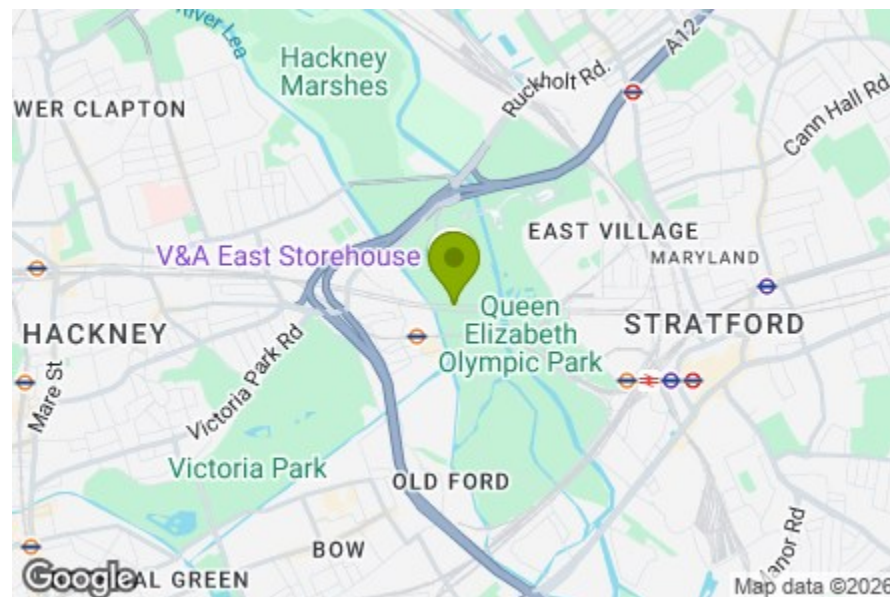 River Lea
Hackney
Marshes
A12
Ruckholt Rd.
WER CLAPTON
Cann Hall Rd
EAST VILLAGE
V&A East Storehouse
MARYLAND
Queen
Elizabeth
Olympic Park
STRATFORD
HACKNEY
Mare St
Victoria Park Rd
Victoria Park
OLD FORD
BOW
Manor Rd
Google
AL GREEN
Map data ©2026